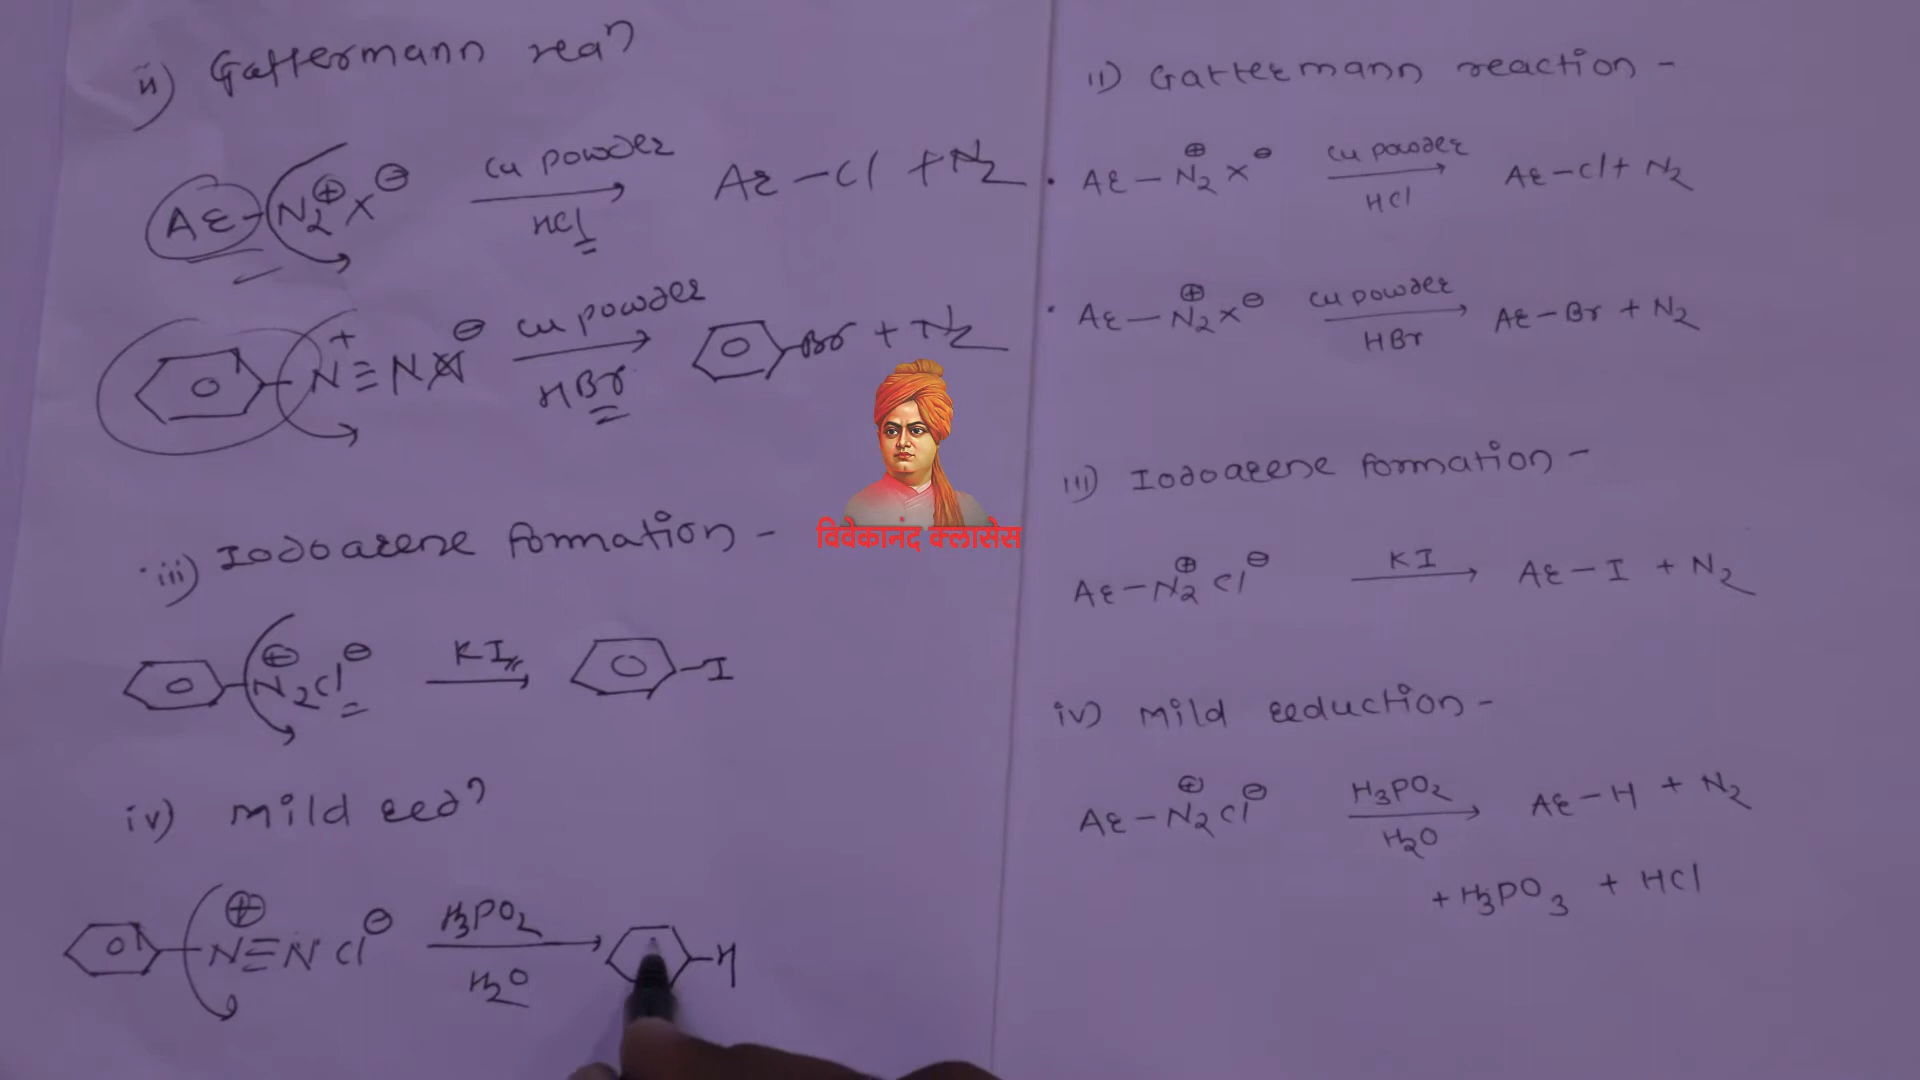 ii) Gattermann rea^n
Ar-N2⊕X⊖ Cu powder HCl Ar-Cl + N2
N+≡NX⊖ Cu powder HBr Br + N2
iii) Iodoarene formation -
N2⊕Cl⊖ KI I
iv) Mild red^n
N⊕≡N Cl⊖ H3PO2 H2O H
विवेकानंद क्लासेस
ii) Gattermann reaction -
• Ar-N2⊕X⊖ Cu powder HCl Ar-Cl + N2
• Ar-N2⊕X⊖ Cu powder HBr Ar-Br + N2
iii) Iodoarene formation -
Ar-N2⊕Cl⊖ KI Ar-I + N2
iv) Mild reduction -
Ar-N2⊕Cl⊖ H3PO2 H2O Ar-H + N2
+ H3PO3 + HCl